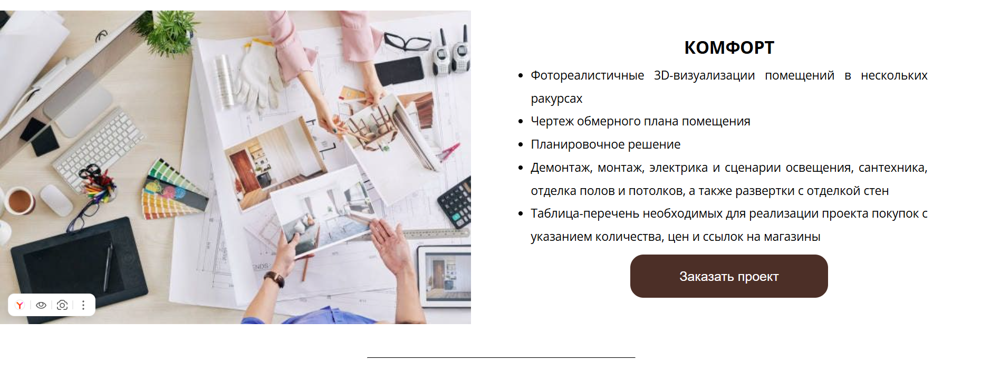 КОМФОРТ
Фотореалистичные 3D-визуализации помещений в нескольких
ракурсах
Чертеж обмерного плана помещения
Планировочное решение
Демонтаж, монтаж, электрика и сценарии освещения, сантехника,
отделка полов и потолков, а также развертки с отделкой стен
Таблица-перечень необходимых для реализации проекта покупок с
указанием количества, цен и ссылок на магазины
Заказать проект